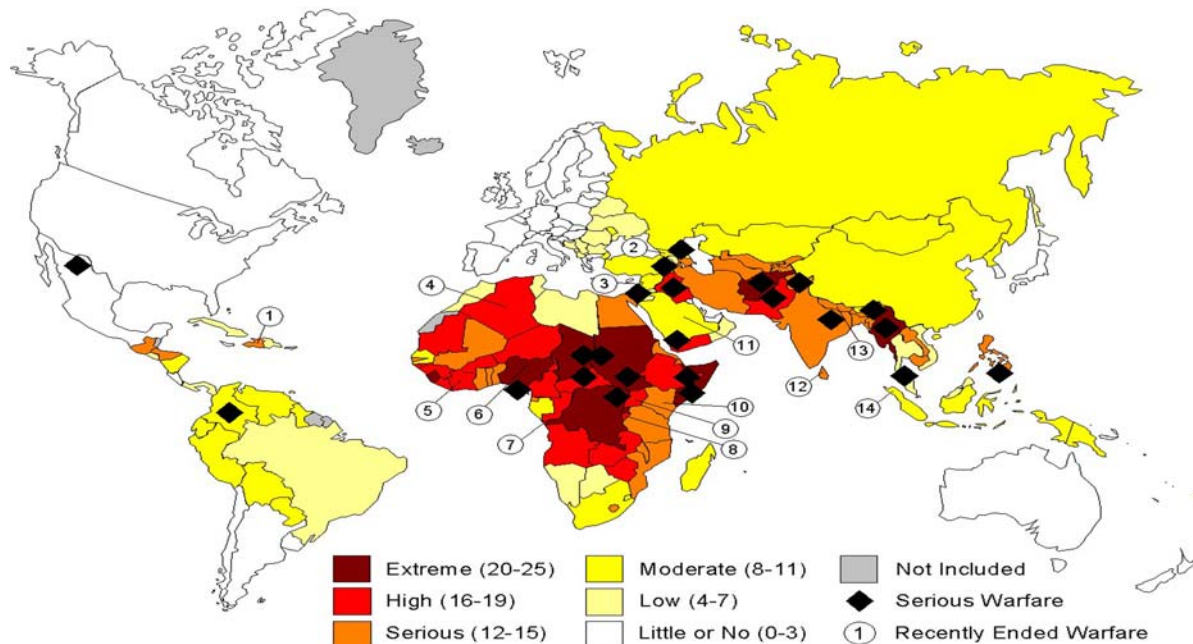 1
2
3
4
5
6
7
8
9
10
11
12
13
14
Extreme (20-25)
High (16-19)
Serious (12-15)
Moderate (8-11)
Low (4-7)
Little or No (0-3)
Not Included
Serious Warfare
1 Recently Ended Warfare